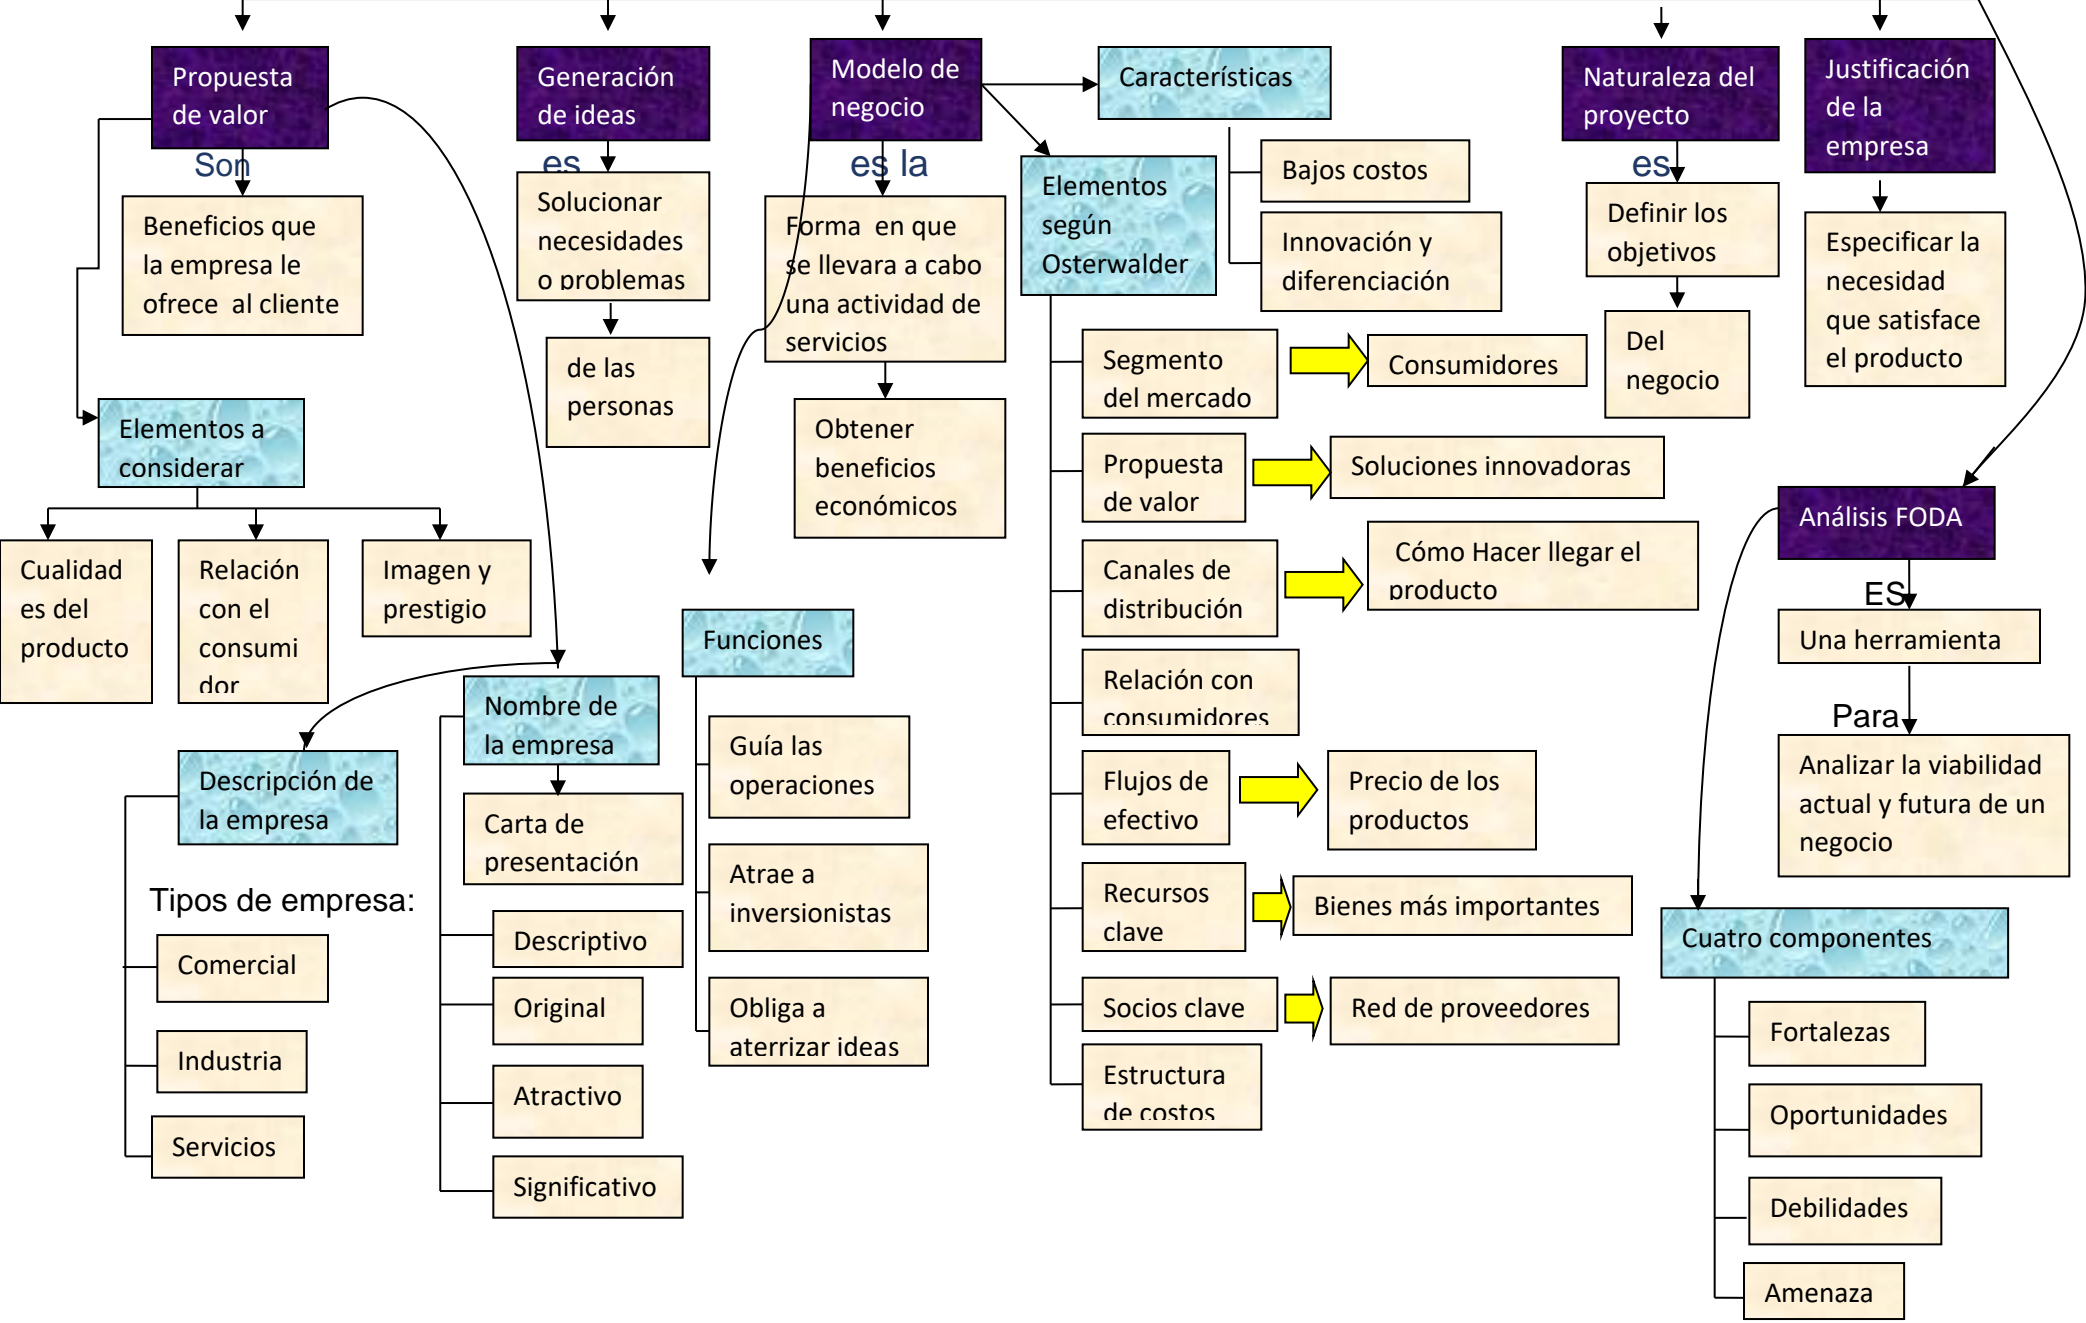 Propuesta
de valor
Son
Beneficios que
la empresa le
ofrece al cliente
Elementos a
considerar
Cualidad
es del
producto
Relación
con el
consumi
dor
Imagen y
prestigio
Descripción de
la empresa
Tipos de empresa:
Comercial
Industria
Servicios
Nombre de
la empresa
Carta de
presentación
Descriptivo
Original
Atractivo
Significativo
Generación
de ideas
es
Solucionar
necesidades
o problemas
de las
personas
Modelo de
negocio
es la
Forma en que
se llevara a cabo
una actividad de
servicios
Obtener
beneficios
económicos
Funciones
Guía las
operaciones
Atrae a
inversionistas
Obliga a
aterrizar ideas
Características
Bajos costos
Innovación y
diferenciación
Elementos
según
Osterwalder
Segmento
del mercado
Consumidores
Propuesta
de valor
Soluciones innovadoras
Canales de
distribución
Cómo Hacer llegar el
producto
Relación con
consumidores
Flujos de
efectivo
Precio de los
productos
Recursos
clave
Bienes más importantes
Socios clave
Red de proveedores
Estructura
de costos
Naturaleza del
proyecto
es
Definir los
objetivos
Del
negocio
Justificación
de la
empresa
Especificar la
necesidad
que satisface
el producto
Análisis FODA
ES
Una herramienta
Para
Analizar la viabilidad
actual y futura de un
negocio
Cuatro componentes
Fortalezas
Oportunidades
Debilidades
Amenaza